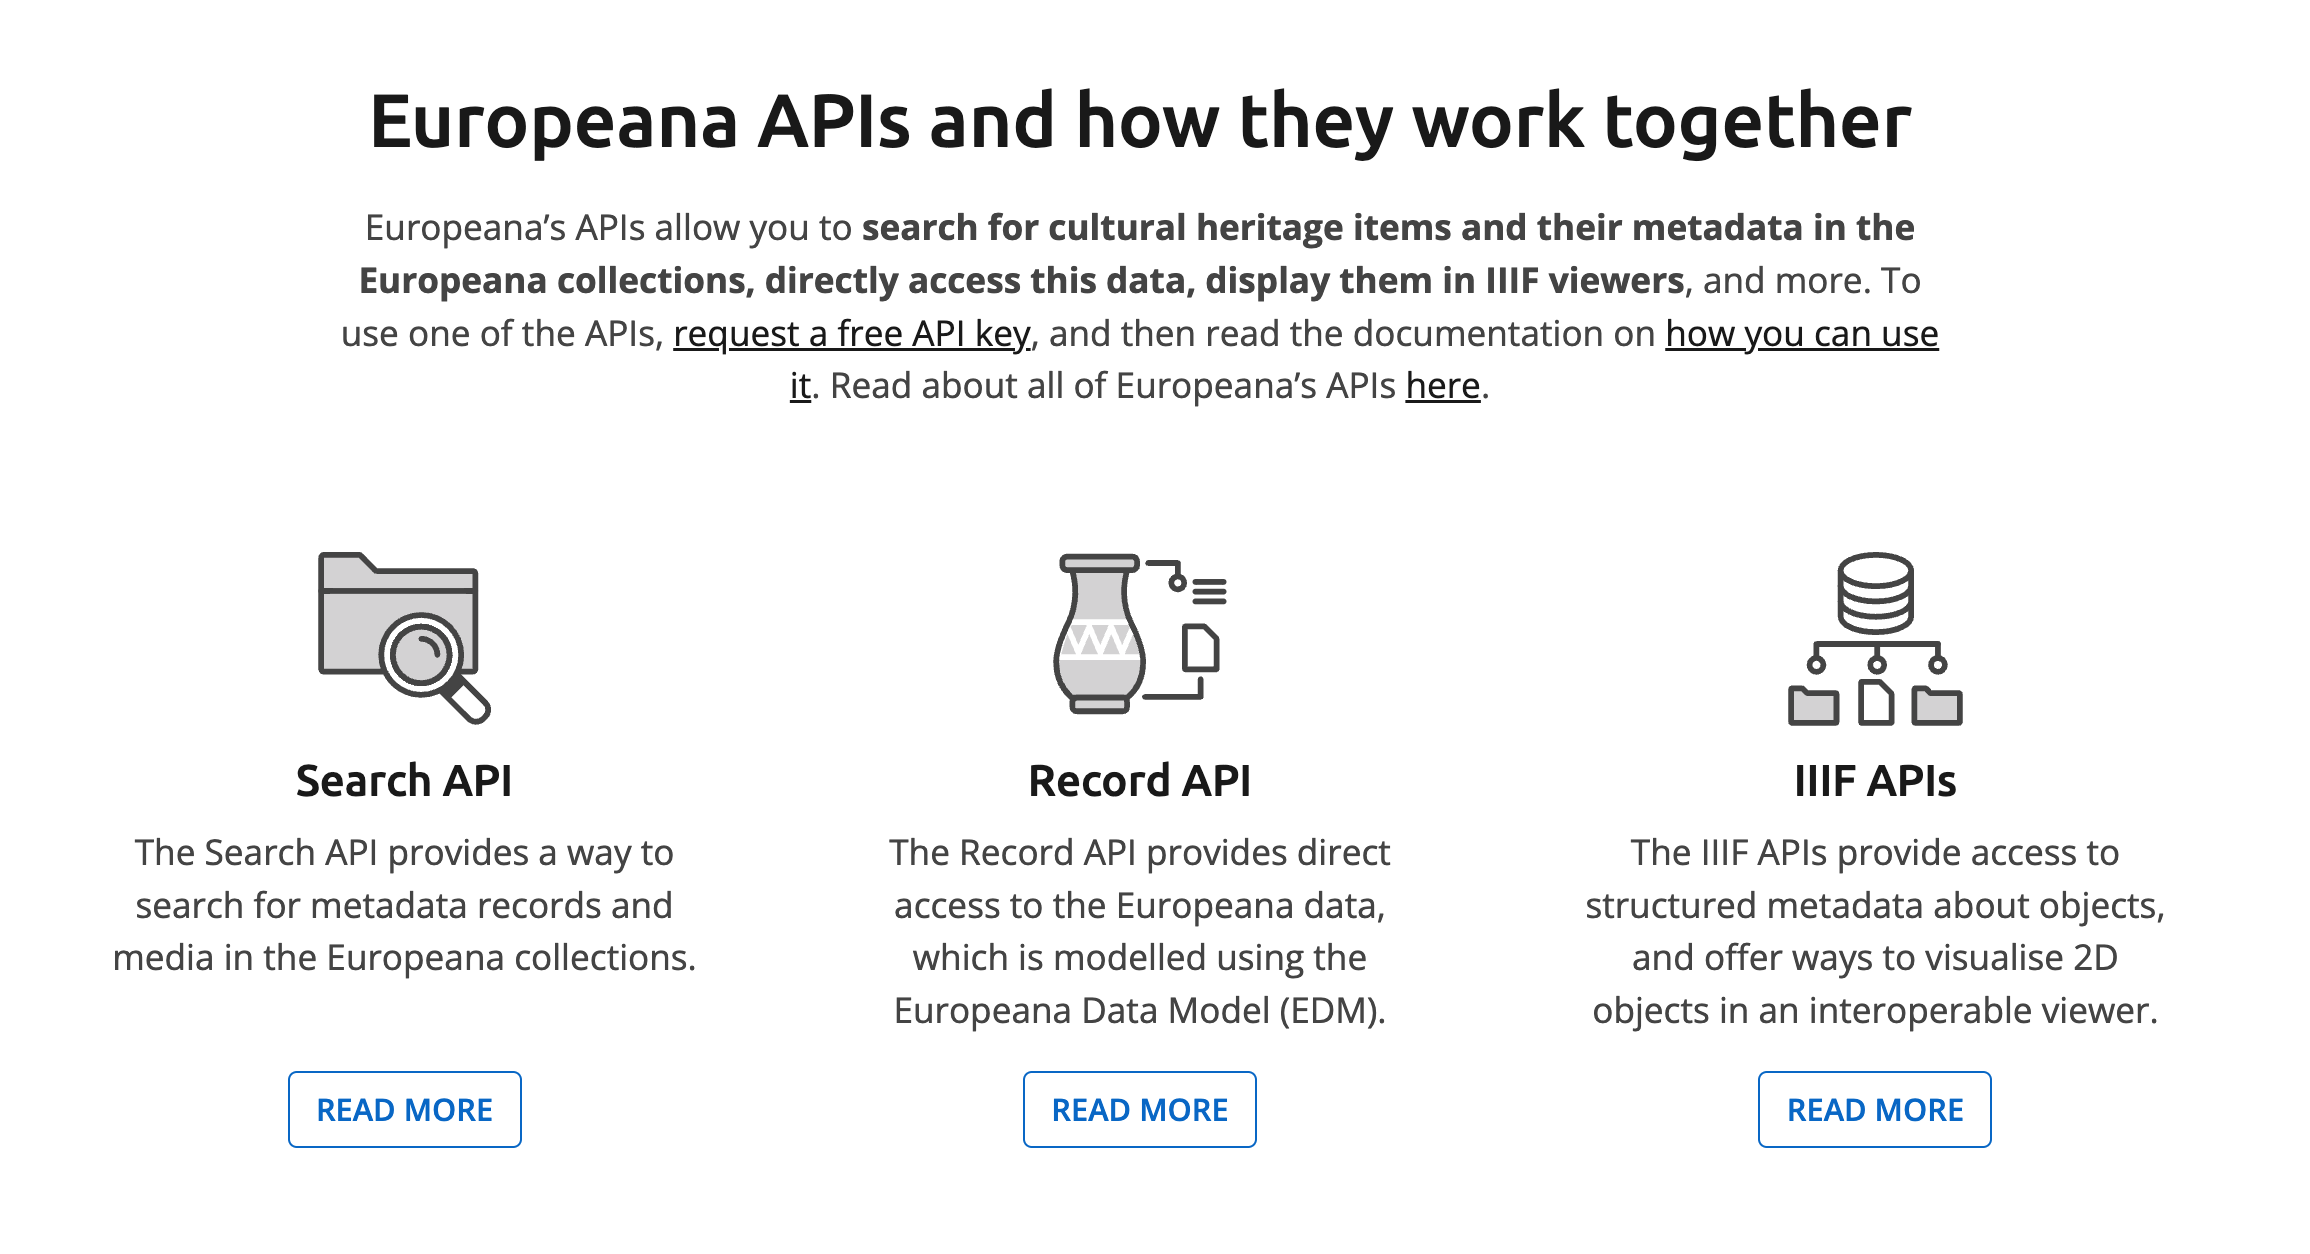 Europeana APIs and how they work together
Europeana’s APIs allow you to search for cultural heritage items and their metadata in the
Europeana collections, directly access this data, display them in IIIF viewers, and more. To
use one of the APIs, request a free API key, and then read the documentation on how you can use
it. Read about all of Europeana’s APIs here.
Search API
The Search API provides a way to
search for metadata records and
media in the Europeana collections.
READ MORE
Record API
The Record API provides direct
access to the Europeana data,
which is modelled using the
Europeana Data Model (EDM).
READ MORE
IIIF APIs
The IIIF APIs provide access to
structured metadata about objects,
and offer ways to visualise 2D
objects in an interoperable viewer.
READ MORE